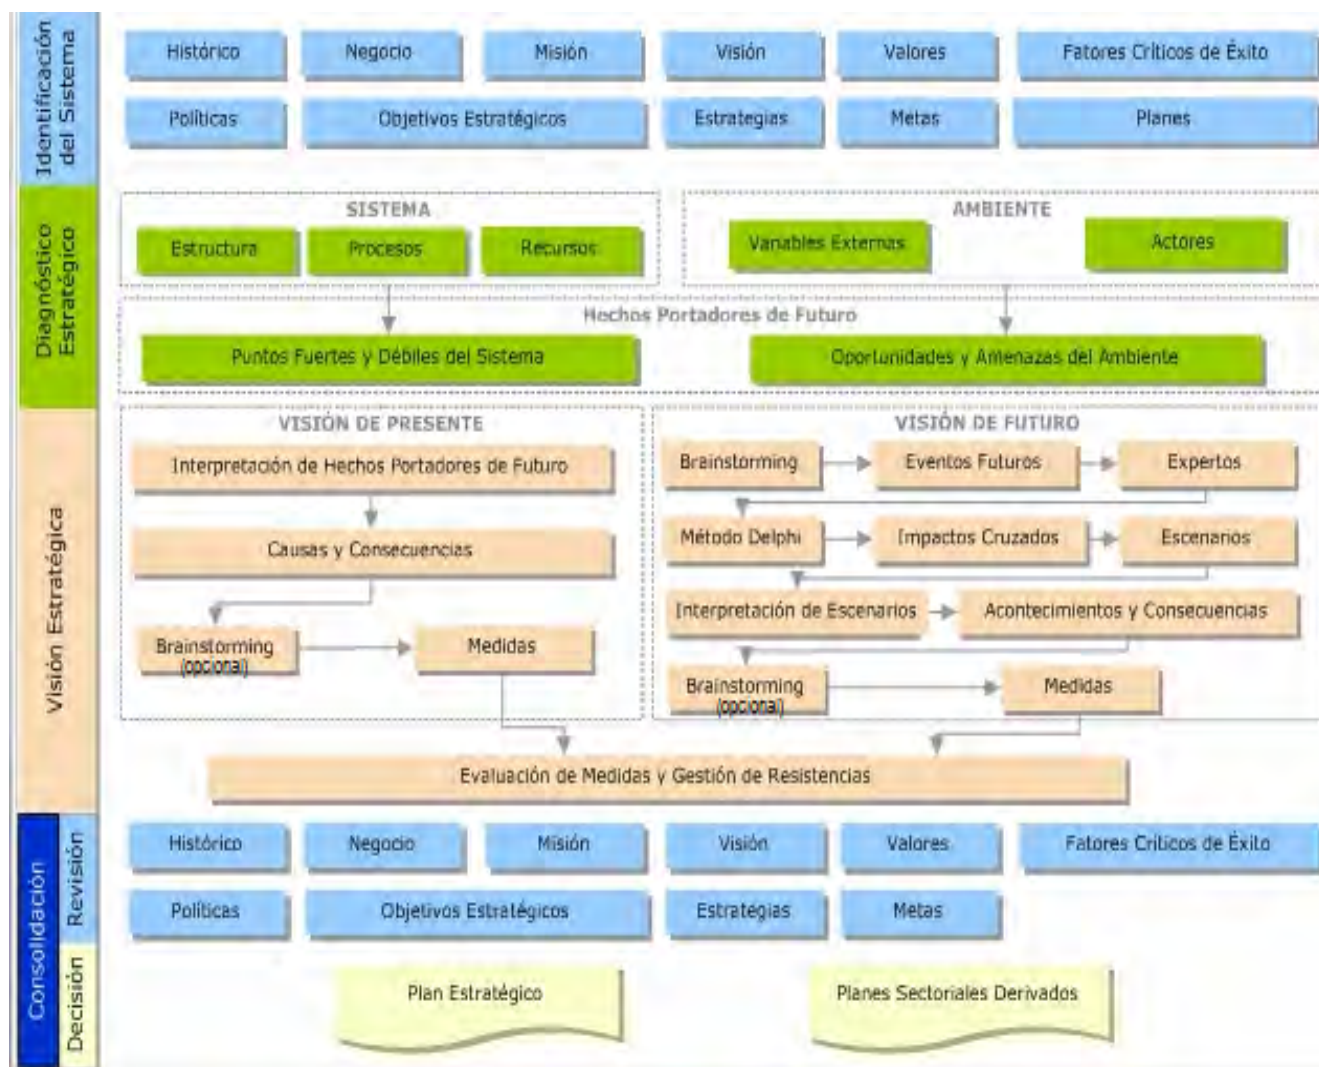 Identificación
del Sistema
Histórico
Negocio
Misión
Visión
Valores
Fatores Críticos de Éxito
Políticas
Objetivos Estratégicos
Estrategias
Metas
Planes
Diagnóstico
Estratégico
SISTEMA
Estructura
Procesos
Recursos
AMBIENTE
Variables Externas
Actores
Hechos Portadores de Futuro
Puntos Fuertes y Débiles del Sistema
Oportunidades y Amenazas del Ambiente
Visión Estratégica
VISIÓN DE PRESENTE
Interpretación de Hechos Portadores de Futuro
Causas y Consecuencias
Brainstorming
(opcional)
Medidas
VISIÓN DE FUTURO
Brainstorming
Eventos Futuros
Expertos
Método Delphi
Impactos Cruzados
Escenarios
Interpretación de Escenarios
Acontecimientos y Consecuencias
Brainstorming
(opcional)
Medidas
Evaluación de Medidas y Gestión de Resistencias
Consolidación
Revisión
Histórico
Negocio
Misión
Visión
Valores
Fatores Críticos de Éxito
Políticas
Objetivos Estratégicos
Estrategias
Metas
Decisión
Plan Estratégico
Planes Sectoriales Derivados